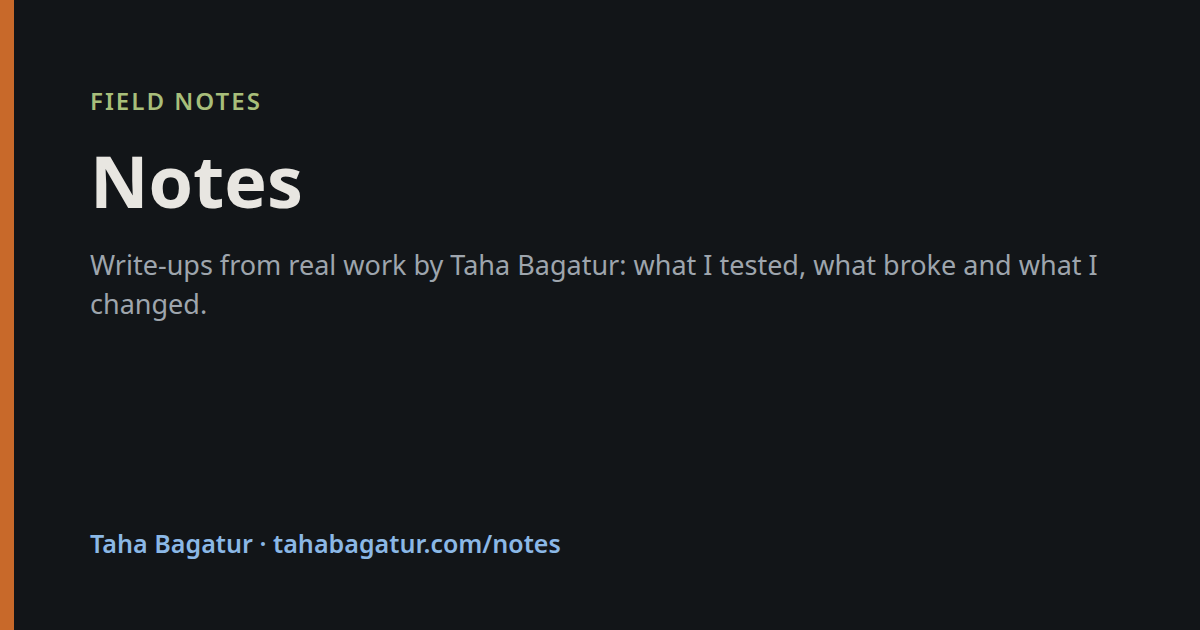 FIELD NOTES
Notes
Write-ups from real work by Taha Bagatur: what I tested, what broke and what I
changed.
Taha Bagatur · tahabagatur.com/notes